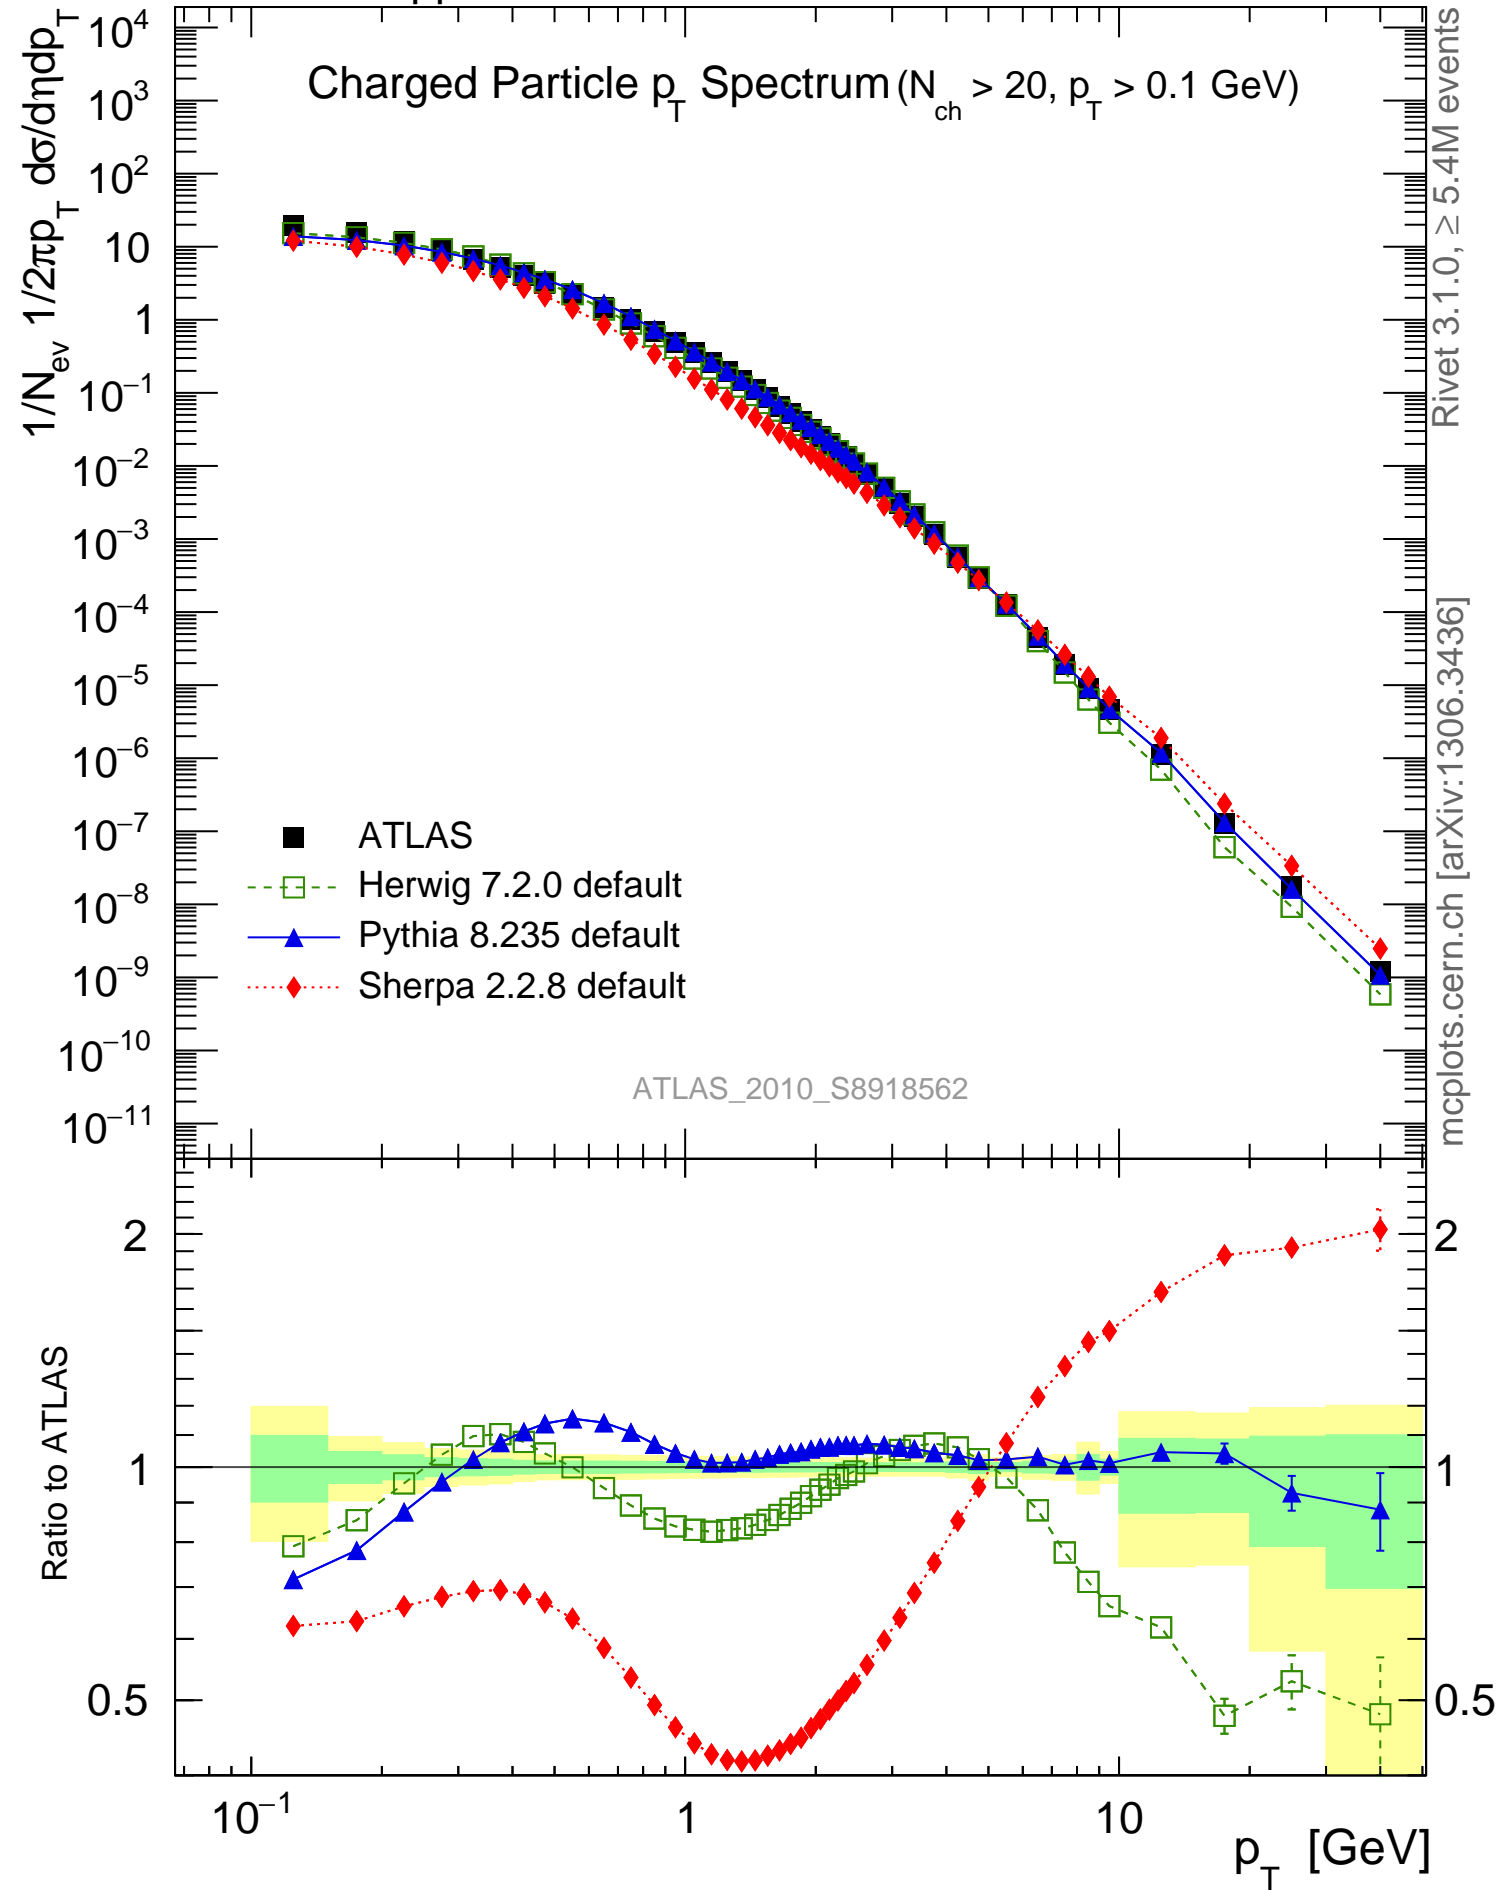 Charged Particle p_T Spectrum (N_ch > 20, p_T > 0.1 GeV)
1/N_ev 1/2πp_T dσ/dηdp_T
10^4
10^3
10^2
10
1
10^−1
10^−2
10^−3
10^−4
10^−5
10^−6
10^−7
10^−8
10^−9
10^−10
10^−11
ATLAS
Herwig 7.2.0 default
Pythia 8.235 default
Sherpa 2.2.8 default
ATLAS_2010_S8918562
Rivet 3.1.0, ≥ 5.4M events
mcplots.cern.ch [arXiv:1306.3436]
Ratio to ATLAS
2
1
0.5
2
1
0.5
10^−1
1
10
p_T [GeV]